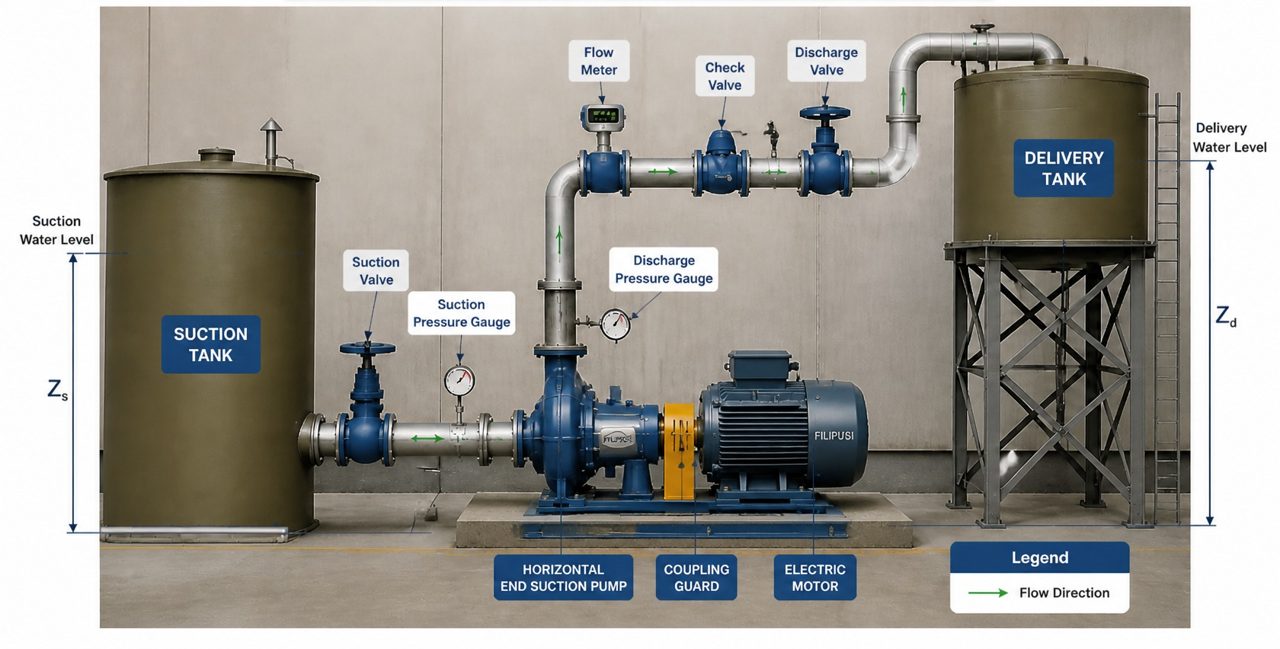 Flow
Meter
Check
Valve
Discharge
Valve
Delivery
Water Level
DELIVERY
TANK
Suction
Water Level
Suction
Valve
Suction
Pressure Gauge
Discharge
Pressure Gauge
SUCTION
TANK
Zs
Zd
FILIPUSI
HORIZONTAL
END SUCTION PUMP
COUPLING
GUARD
ELECTRIC
MOTOR
Legend
Flow Direction